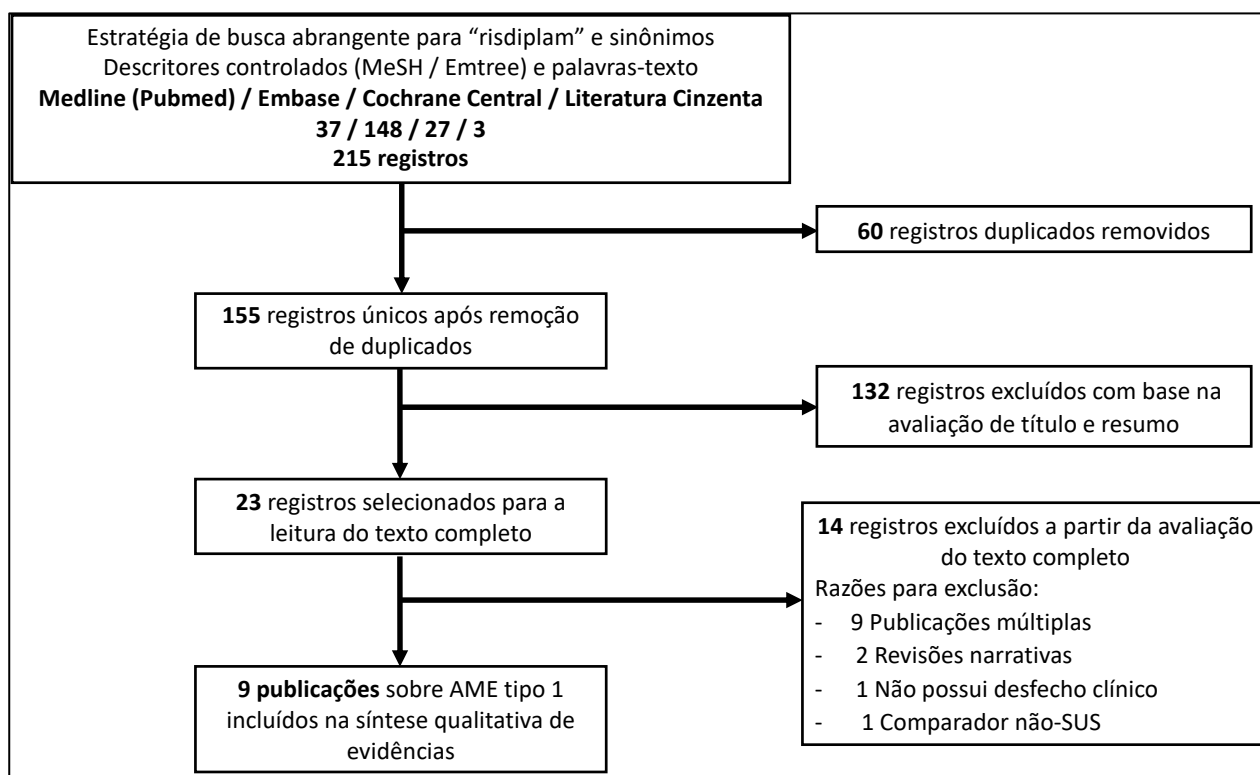 Estratégia de busca abrangente para “risdiplam” e sinônimos
Descritores controlados (MeSH / Emtree) e palavras-texto
Medline (Pubmed) / Embase / Cochrane Central / Literatura Cinzenta
37 / 148 / 27 / 3
215 registros
60 registros duplicados removidos
155 registros únicos após remoção
de duplicados
132 registros excluídos com base na
avaliação de título e resumo
23 registros selecionados para a
leitura do texto completo
14 registros excluídos a partir da avaliação
do texto completo
Razões para exclusão:
- 9 Publicações múltiplas
- 2 Revisões narrativas
- 1 Não possui desfecho clínico
- 1 Comparador não-SUS
9 publicações sobre AME tipo 1
incluídos na síntese qualitativa de
evidências